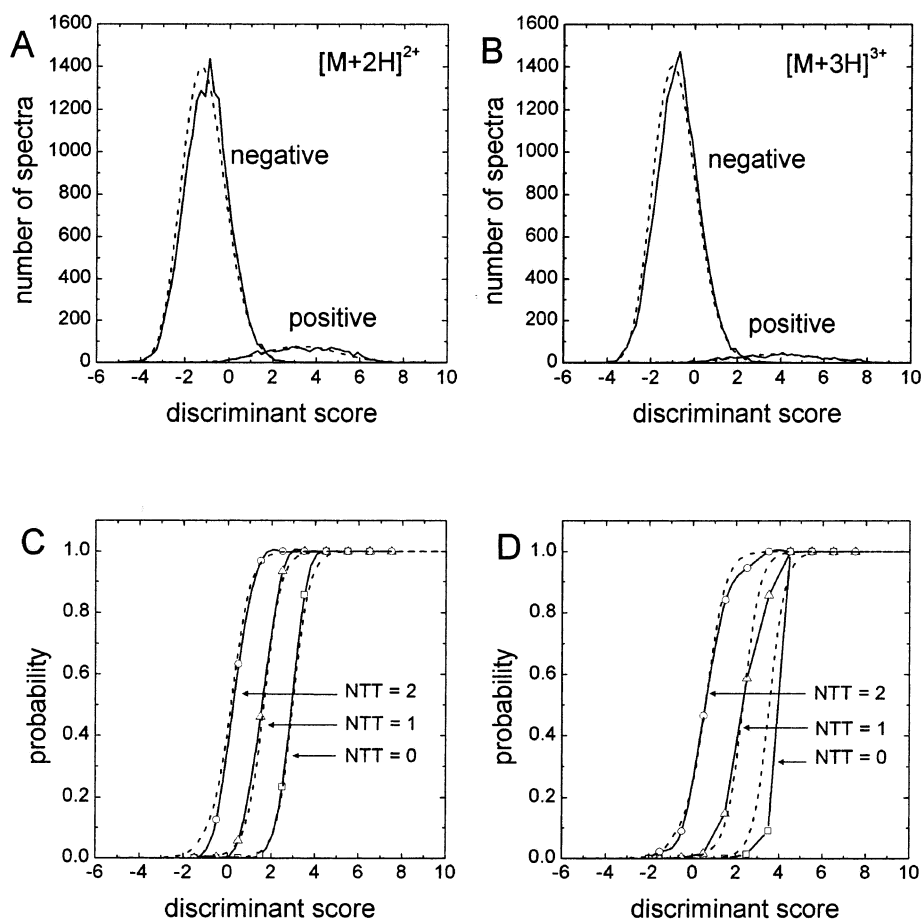 A
[M+2H]2+
negative
positive
number of spectra
1600
1400
1200
1000
800
600
400
200
0
-6 -4 -2 0 2 4 6 8 10
discriminant score
B
[M+3H]3+
negative
positive
number of spectra
1600
1400
1200
1000
800
600
400
200
0
-6 -4 -2 0 2 4 6 8 10
discriminant score
C
NTT = 2
NTT = 1
NTT = 0
probability
1.0
0.8
0.6
0.4
0.2
0.0
-6 -4 -2 0 2 4 6 8 10
discriminant score
D
NTT = 2
NTT = 1
NTT = 0
probability
1.0
0.8
0.6
0.4
0.2
0.0
-6 -4 -2 0 2 4 6 8 10
discriminant score